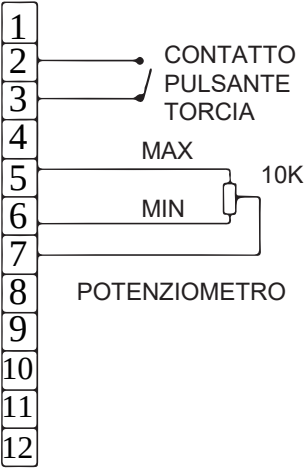 1
2
CONTATTO
PULSANTE
3
TORCIA
4
MAX
5
10K
6
MIN
7
8
POTENZIOMETRO
9
10
11
12